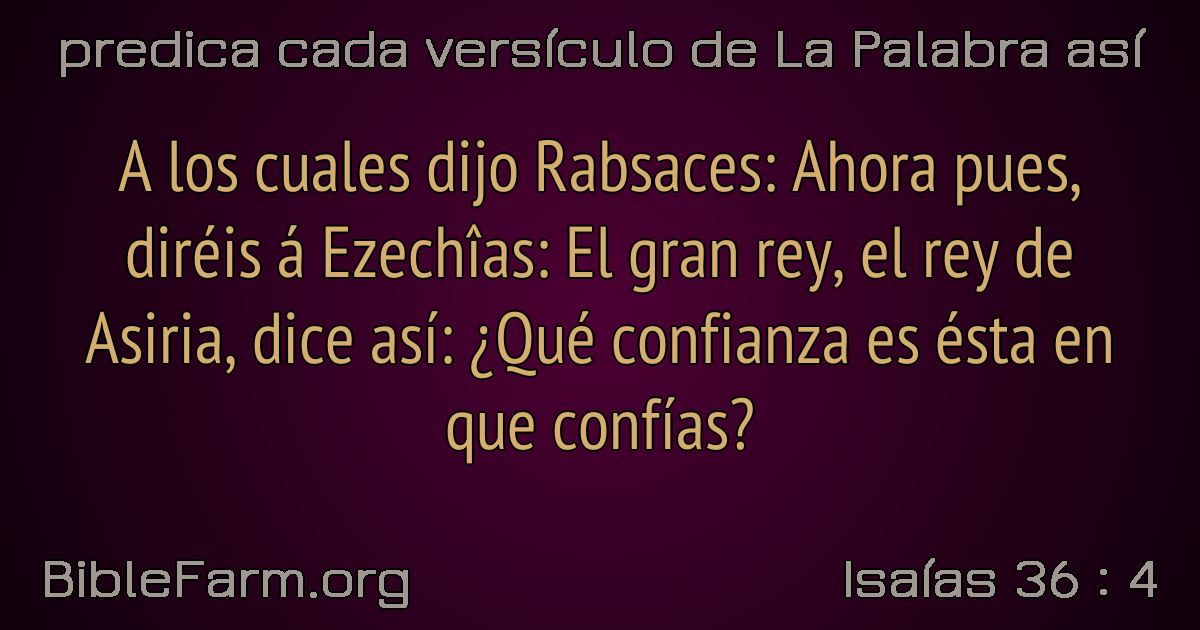 predica cada versículo de La Palabra así
A los cuales dijo Rabsaces: Ahora pues,
diréis á Ezechîas: El gran rey, el rey de
Asiria, dice así: ¿Qué confianza es ésta en
que confías?
BibleFarm.org
Isaías 36 : 4